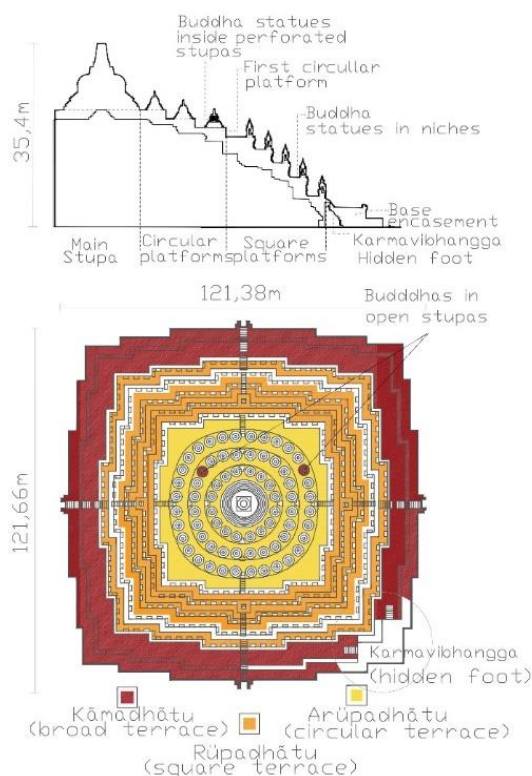 Buddha statues
inside perforated
stupas
First circullar
platform
Buddha
statues in niches
35,4m
Base
encasement
Main
Stupa
Circular
platforms
Square
platforms
Karmavibhangga
Hidden foot
121,38m
Budddhas in
open stupas
121,66m
Karmavibhangga
(hidden foot)
Kāmadhātu
(broad terrace)
Arūpadhātu
(circular terrace)
Rūpadhātu
(square terrace)